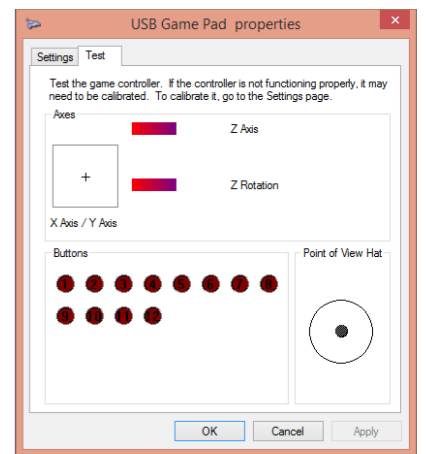 USB Game Pad properties
Settings Test
Test the game controller. If the controller is not functioning properly, it may
need to be calibrated. To calibrate it, go to the Settings page.
Axes
Z Axis
Z Rotation
X Axis / Y Axis
Buttons
1 2 3 4 5 6 7 8
9 10 11 12
Point of View Hat
OK Cancel Apply